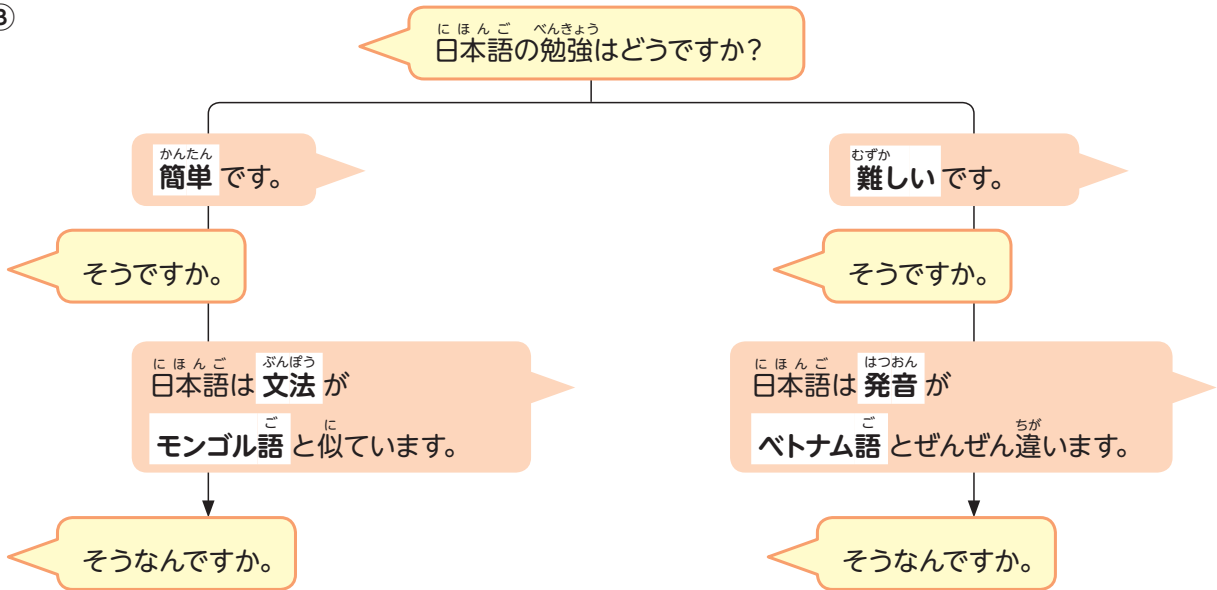 ③
にほんご べんきょう
日本語の勉強はどうですか？
かんたん
簡単 です。
むずか
難しい です。
そうですか。
そうですか。
にほんご ぶんぽう
日本語は 文法 が
ご に
モンゴル語 と似ています。
にほんご はつおん
日本語は 発音 が
ご ちが
ベトナム語 とぜんぜん違います。
そうなんですか。
そうなんですか。